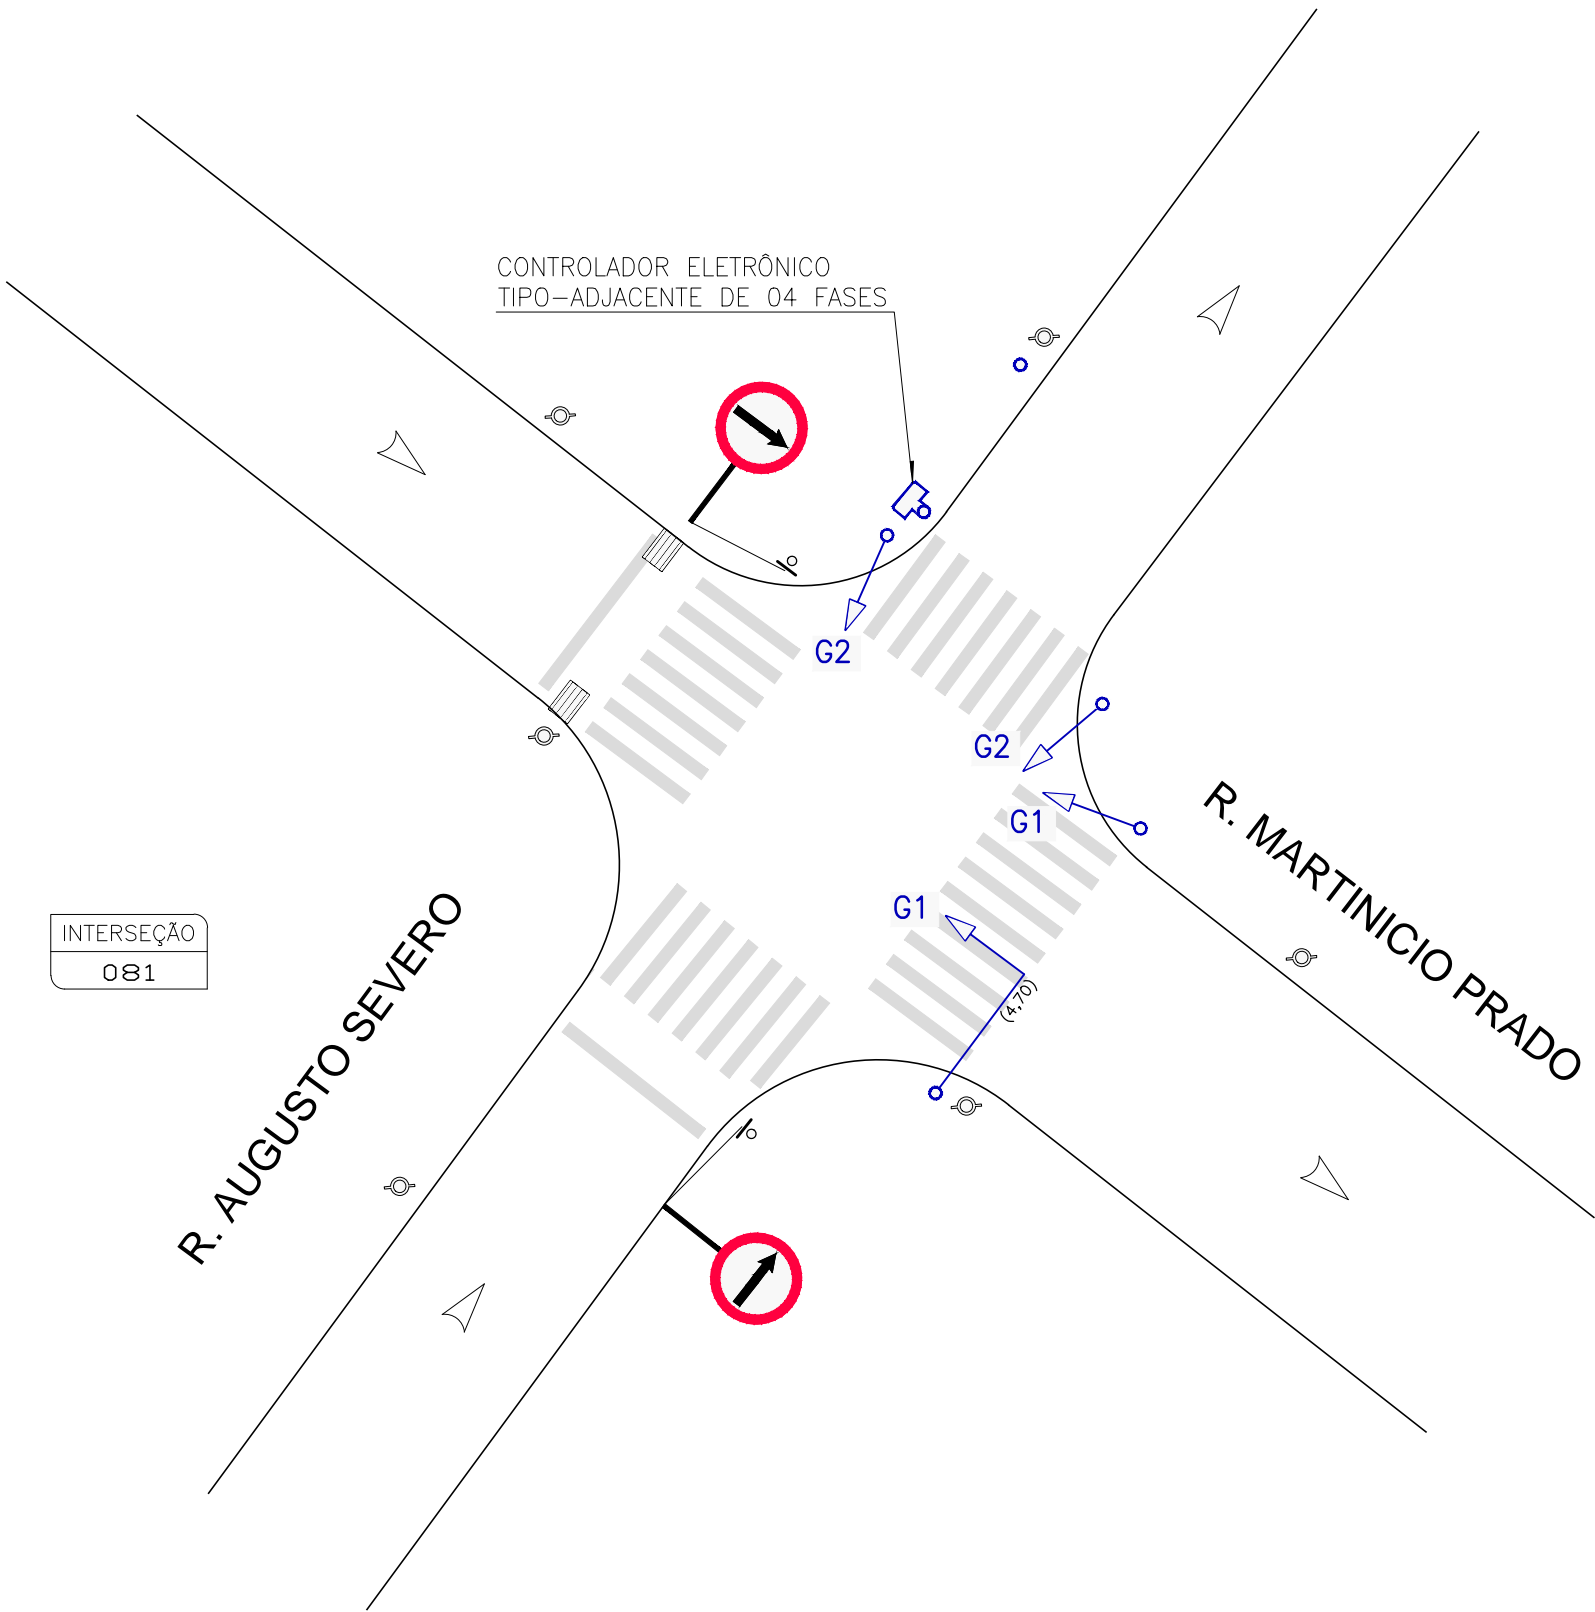 CONTROLADOR ELETRÔNICO
TIPO-ADJACENTE DE 04 FASES
G2
G2
G1
R. MARTINICIO PRADO
G1
(4,70)
INTERSEÇÃO
081
R. AUGUSTO SEVERO